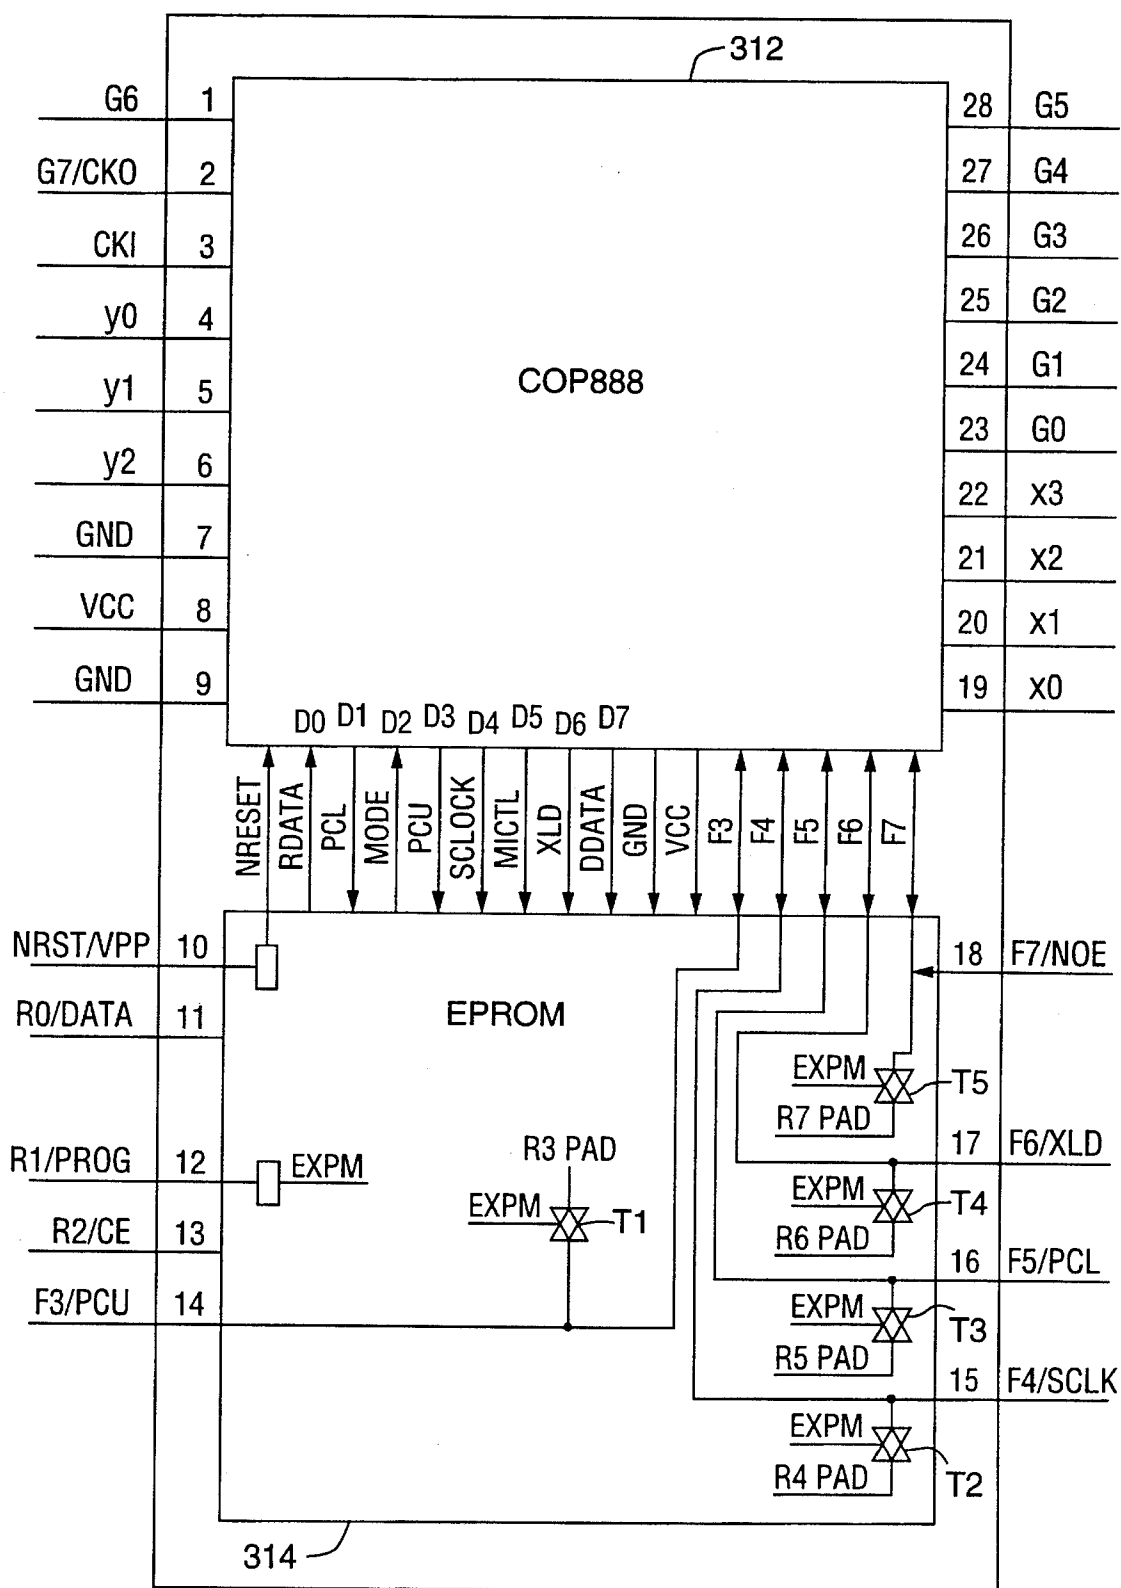 312
G6 1 28 G5
G7/CKO 2 27 G4
CKI 3 26 G3
y0 4 25 G2
y1 5 24 G1
COP888
y2 6 23 G0
GND 7 22 X3
VCC 8 21 X2
GND 9 20 X1
19 X0
D0 D1 D2 D3 D4 D5 D6 D7
NRESET RDATA PCL MODE PCU SCLOCK MICTL XLD DDATA GND VCC F3 F4 F5 F6 F7
NRST/VPP 10 18 F7/NOE
R0/DATA 11 EPROM
EXPM T5
R7 PAD
R1/PROG 12 EXPM R3 PAD 17 F6/XLD
EXPM T1 EXPM T4
R2/CE 13 R6 PAD
16 F5/PCL
F3/PCU 14 EXPM T3
R5 PAD
15 F4/SCLK
EXPM
R4 PAD T2
314